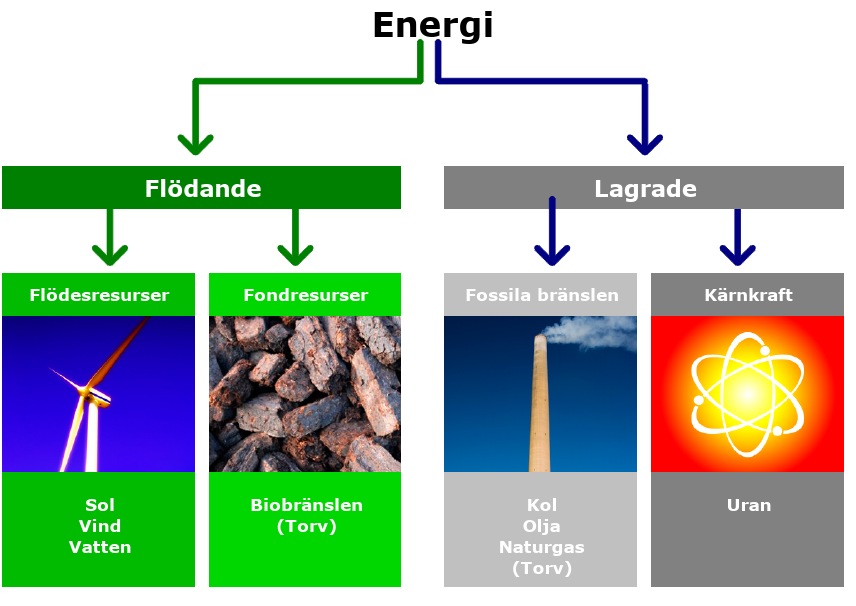 Energi
Flödande
Lagrade
Flödesresurser
Fondresurser
Fossila bränslen
Kärnkraft
Sol
Vind
Vatten
Biobränslen
(Torv)
Kol
Olja
Naturgas
(Torv)
Uran